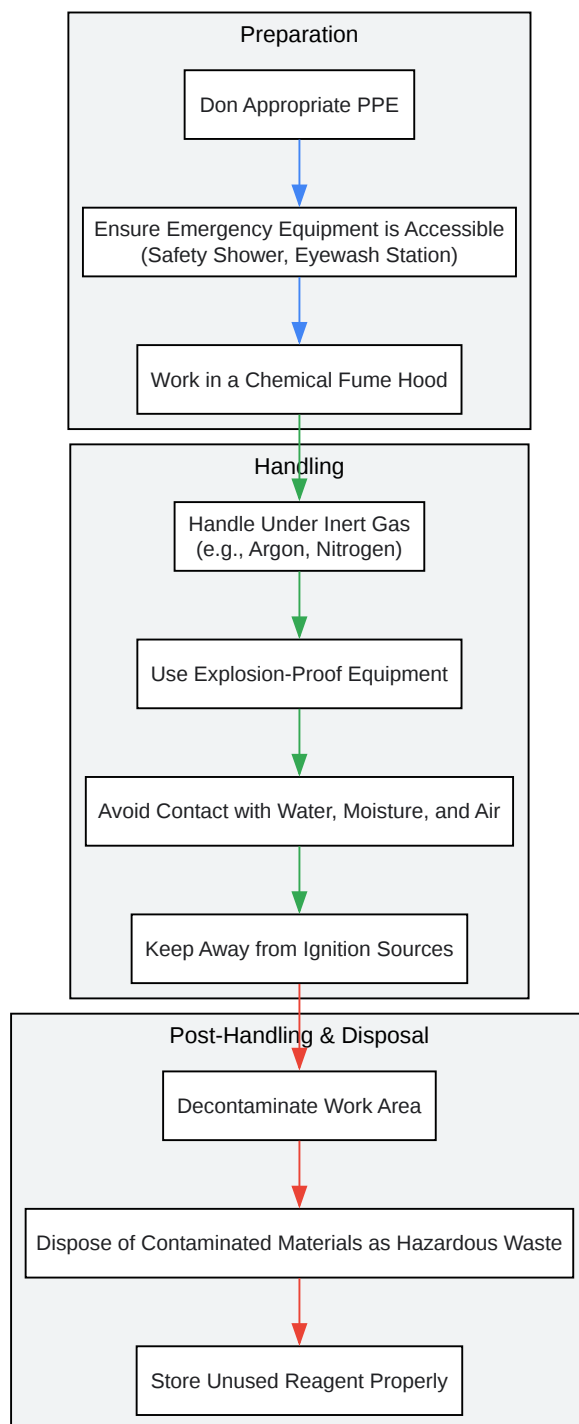 Preparation
Don Appropriate PPE
Ensure Emergency Equipment is Accessible
(Safety Shower, Eyewash Station)
Work in a Chemical Fume Hood
Handling
Handle Under Inert Gas
(e.g., Argon, Nitrogen)
Use Explosion-Proof Equipment
Avoid Contact with Water, Moisture, and Air
Keep Away from Ignition Sources
Post-Handling & Disposal
Decontaminate Work Area
Dispose of Contaminated Materials as Hazardous Waste
Store Unused Reagent Properly